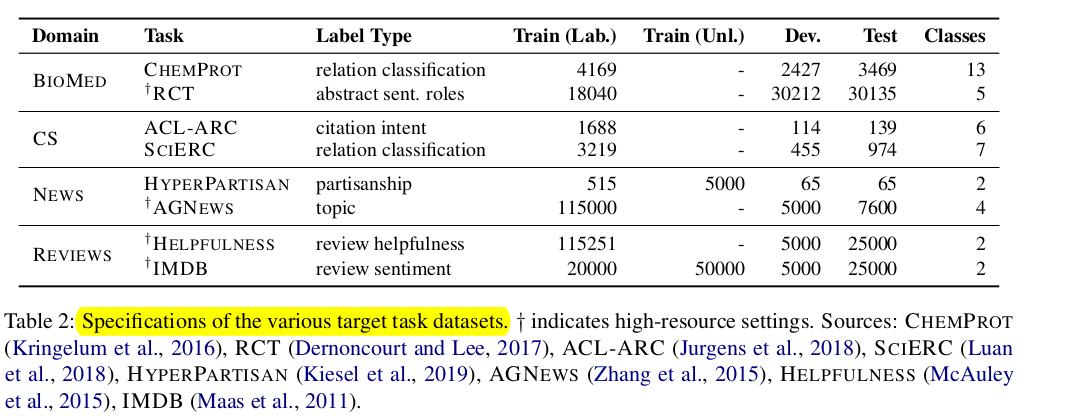 Domain Task Label Type Train (Lab.) Train (Unl.) Dev. Test Classes
BIOMED CHEMPROT relation classification 4169 - 2427 3469 13
†RCT abstract sent. roles 18040 - 30212 30135 5
CS ACL-ARC citation intent 1688 - 114 139 6
SCIERC relation classification 3219 - 455 974 7
NEWS HYPERPARTISAN partisanship 515 5000 65 65 2
†AGNEWS topic 115000 - 5000 7600 4
REVIEWS †HELPFULNESS review helpfulness 115251 - 5000 25000 2
†IMDB review sentiment 20000 50000 5000 25000 2
Table 2: Specifications of the various target task datasets. † indicates high-resource settings. Sources: CHEMPROT
(Kringelum et al., 2016), RCT (Dernoncourt and Lee, 2017), ACL-ARC (Jurgens et al., 2018), SCIERC (Luan
et al., 2018), HYPERPARTISAN (Kiesel et al., 2019), AGNEWS (Zhang et al., 2015), HELPFULNESS (McAuley
et al., 2015), IMDB (Maas et al., 2011).